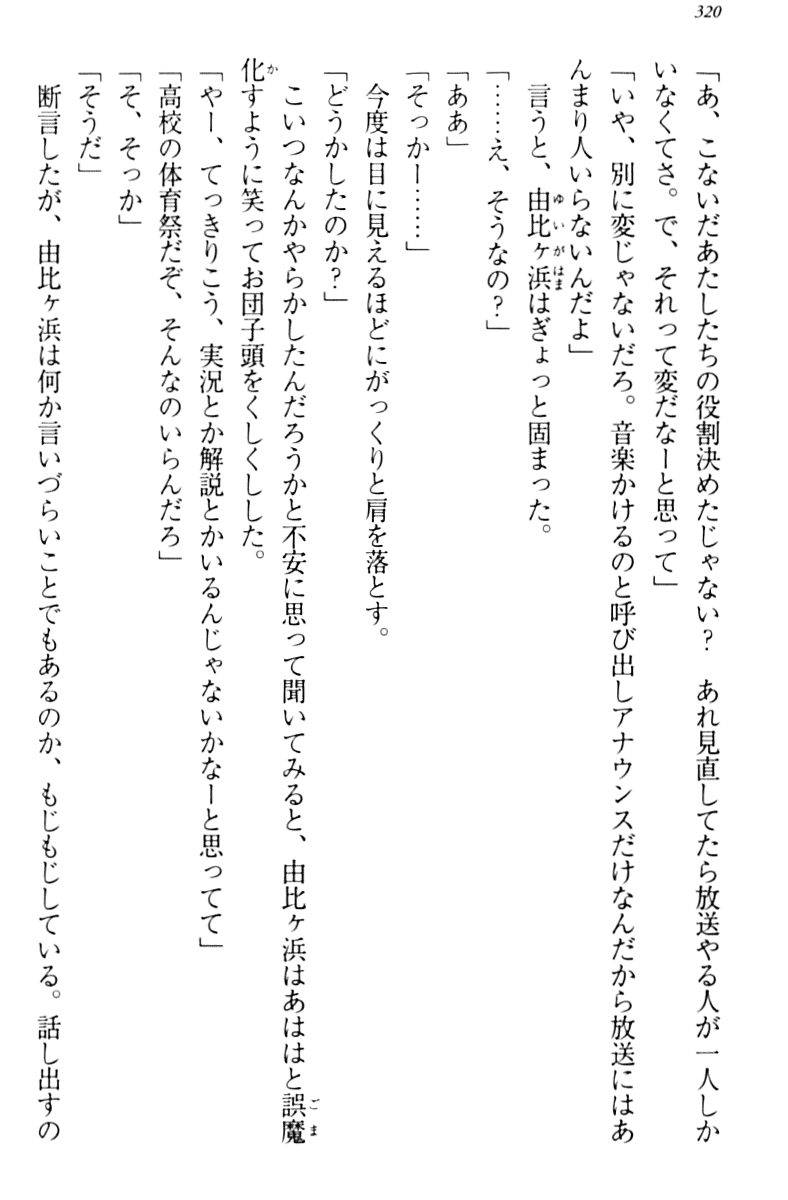 320
「あ、こないだあたしたちの役割決めたじゃない？　あれ見直してたら放送やる人が一人しか
いなくてさ。で、それって変だなーと思って」
「いや、別に変じゃないだろ。音楽かけるのと呼び出しアナウンスだけなんだから放送にはあ
んまり人いらないんだよ」
　言うと、由比ヶ浜はぎょっと固まった。
「……え、そうなの？」
「ああ」
「そっかー……」
　今度は目に見えるほどにがっくりと肩を落とす。
「どうかしたのか？」
　こいつなんかやらかしたんだろうかと不安に思って聞いてみると、由比ヶ浜はあははと誤魔
化すように笑ってお団子頭をくしくしした。
「やー、てっきりこう、実況とか解説とかいるんじゃないかなーと思ってて」
「高校の体育祭だぞ、そんなのいらんだろ」
「そ、そっか」
「そうだ」
　断言したが、由比ヶ浜は何か言いづらいことでもあるのか、もじもじしている。話し出すの